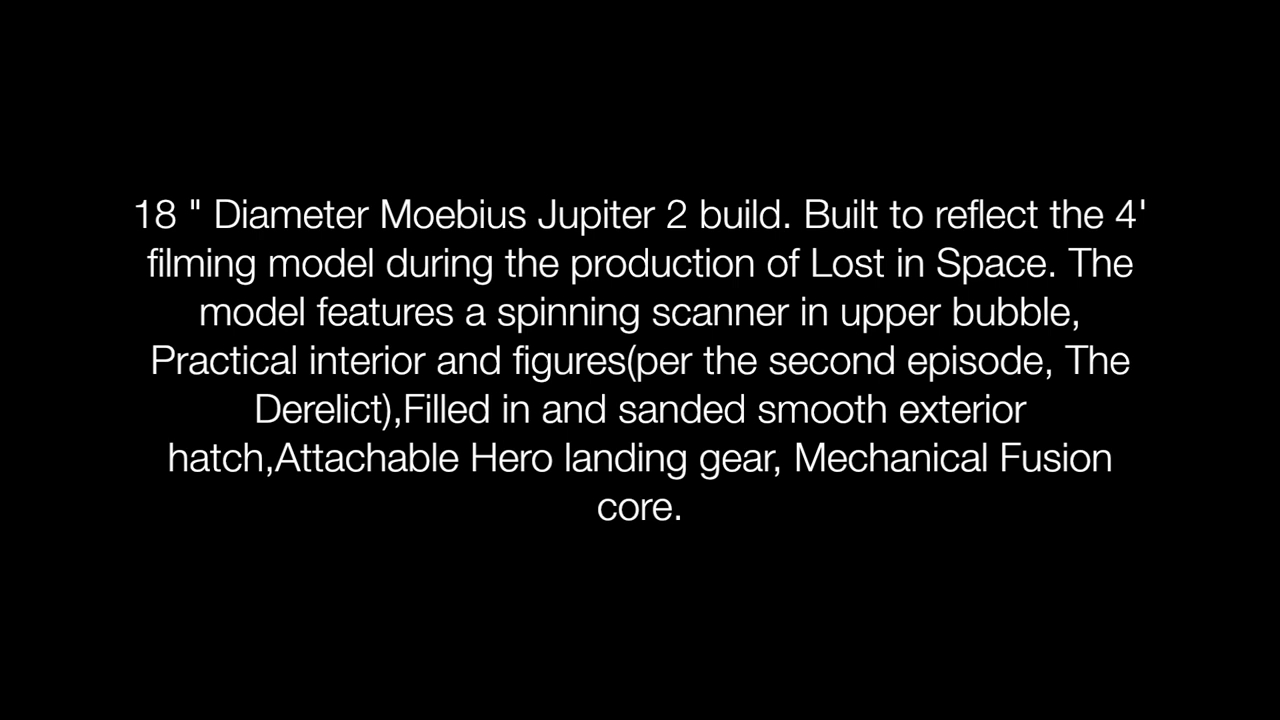 18 " Diameter Moebius Jupiter 2 build. Built to reflect the 4'
filming model during the production of Lost in Space. The
model features a spinning scanner in upper bubble,
Practical interior and figures(per the second episode, The
Derelict),Filled in and sanded smooth exterior
hatch,Attachable Hero landing gear, Mechanical Fusion
core.